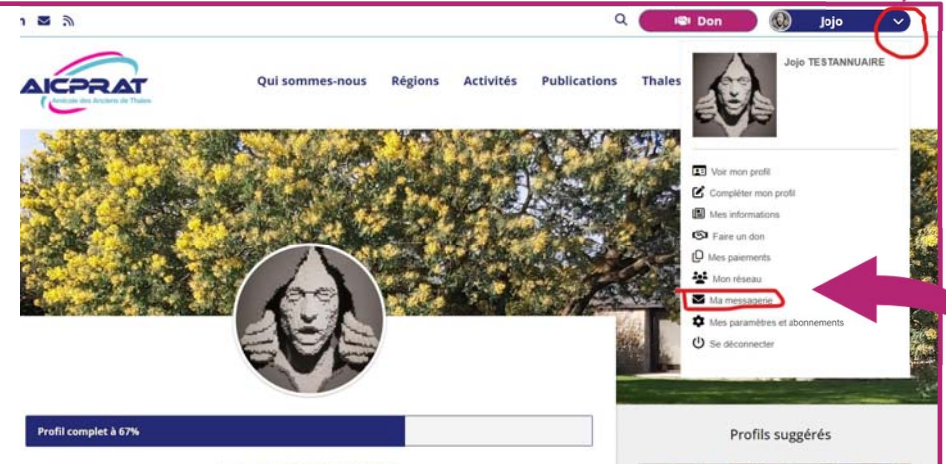 Don
Jojo
AICPRAT
Amicale des Anciens de Thales
Qui sommes-nous Régions Activités Publications Thales
Jojo TESTANNUAIRE
Voir mon profil
Compléter mon profil
Mes informations
Faire un don
Mes paiements
Mon réseau
Ma messagerie
Mes paramètres et abonnements
Se déconnecter
Profil complet à 67%
Profils suggérés